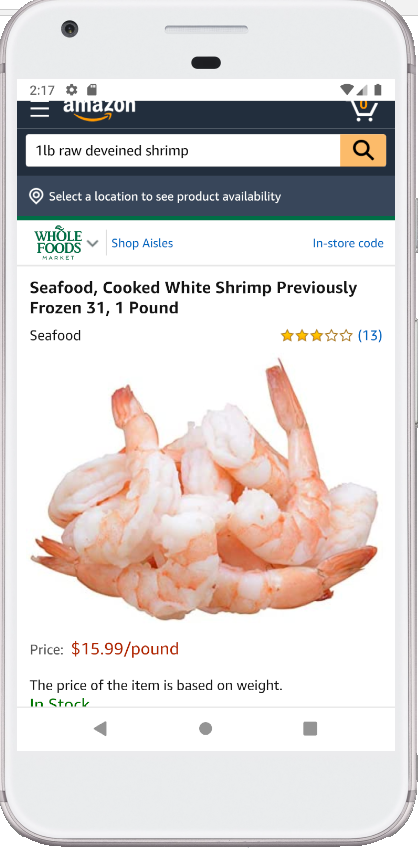 2:17
amazon
0
1lb raw deveined shrimp
Select a location to see product availability
WHOLE
FOODS
MARKET
Shop Aisles
In-store code
Seafood, Cooked White Shrimp Previously
Frozen 31, 1 Pound
Seafood
(13)
Price: $15.99/pound
The price of the item is based on weight.
In Stock